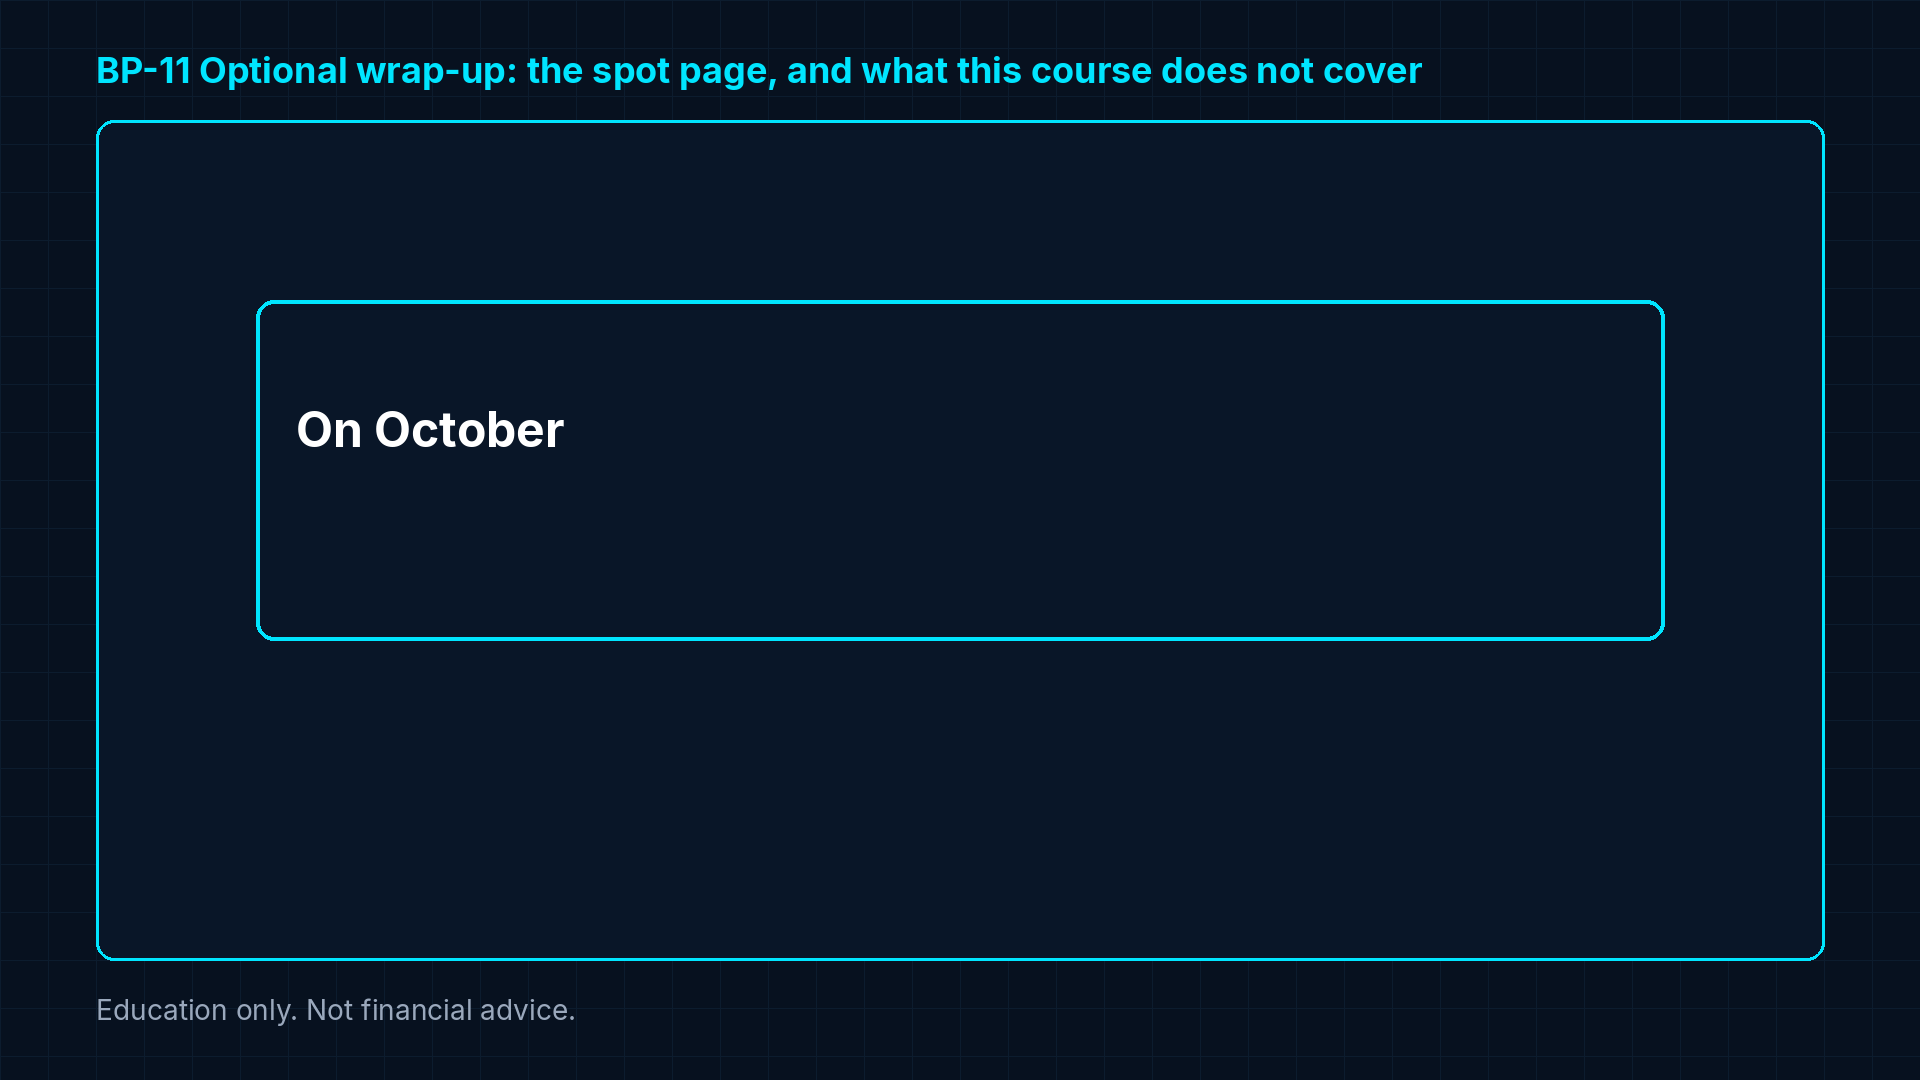 BP-11 Optional wrap-up: the spot page, and what this course does not cover
On October
Education only. Not financial advice.